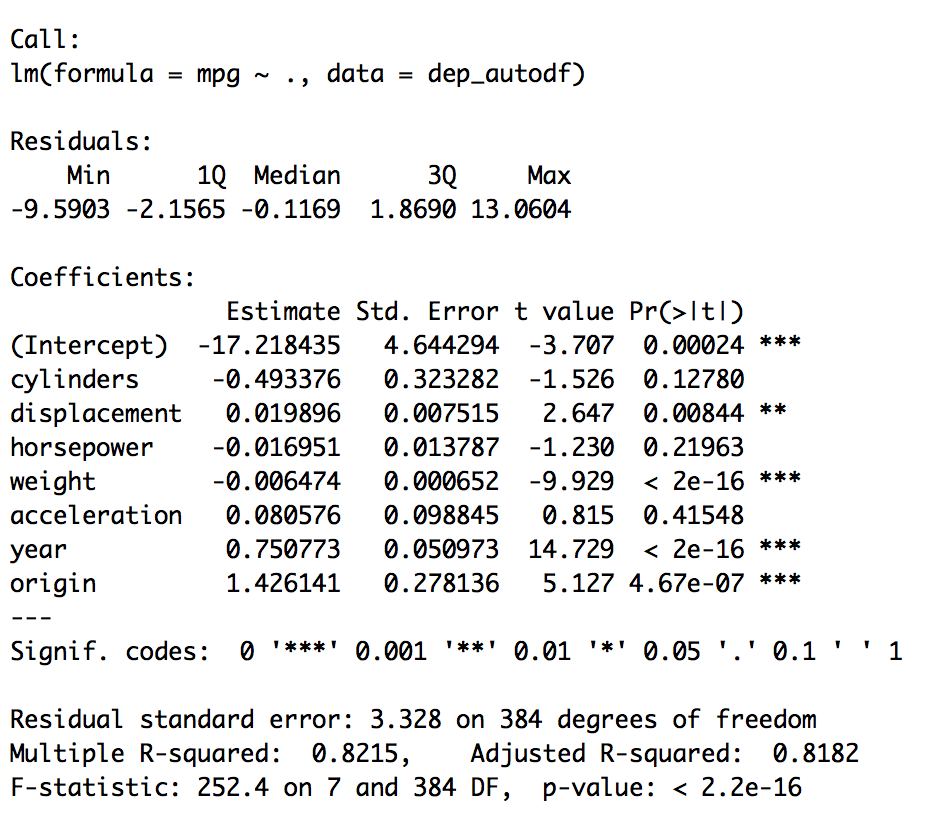 Call:
lm(formula = mpg ~ ., data = dep_autodf)

Residuals:
    Min      1Q  Median      3Q     Max
-9.5903 -2.1565 -0.1169  1.8690 13.0604

Coefficients:
               Estimate Std. Error t value Pr(>|t|)
(Intercept)  -17.218435   4.644294  -3.707  0.00024 ***
cylinders     -0.493376   0.323282  -1.526  0.12780
displacement   0.019896   0.007515   2.647  0.00844 **
horsepower    -0.016951   0.013787  -1.230  0.21963
weight        -0.006474   0.000652  -9.929  < 2e-16 ***
acceleration   0.080576   0.098845   0.815  0.41548
year           0.750773   0.050973  14.729  < 2e-16 ***
origin         1.426141   0.278136   5.127 4.67e-07 ***
---
Signif. codes:  0 '***' 0.001 '**' 0.01 '*' 0.05 '.' 0.1 ' ' 1

Residual standard error: 3.328 on 384 degrees of freedom
Multiple R-squared:  0.8215,    Adjusted R-squared:  0.8182
F-statistic: 252.4 on 7 and 384 DF,  p-value: < 2.2e-16